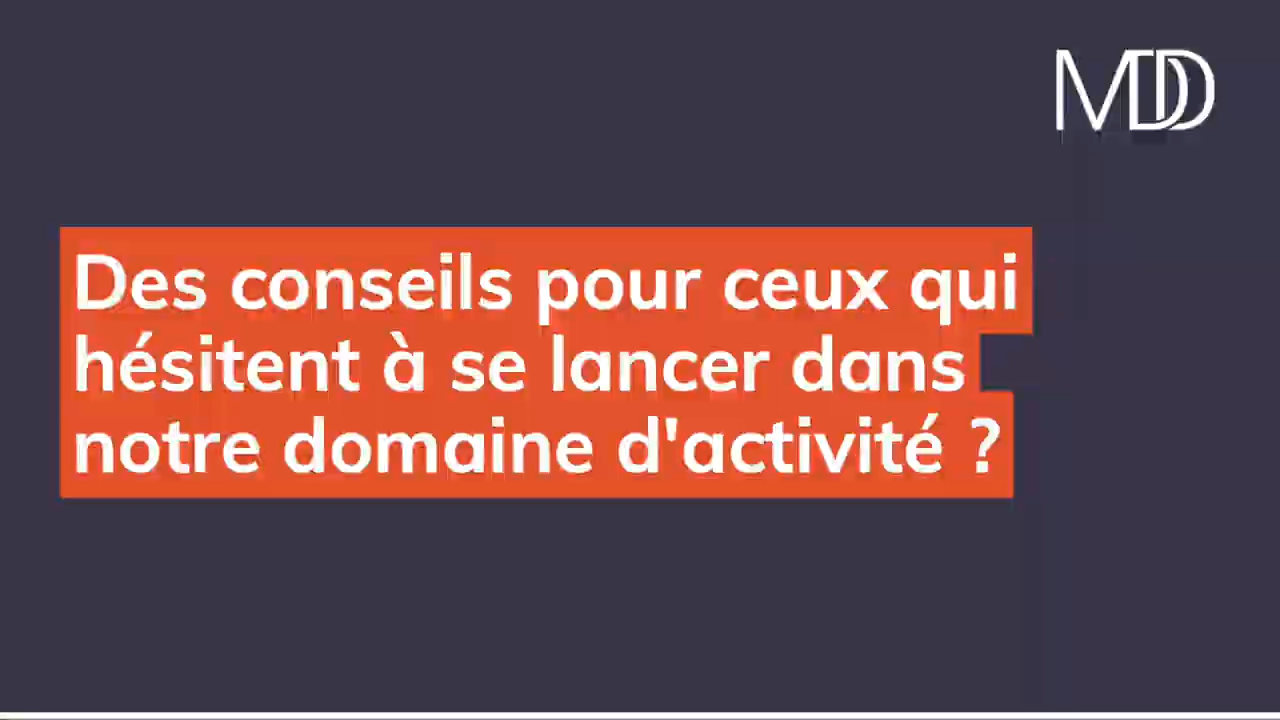 MDD
Des conseils pour ceux qui
hésitent à se lancer dans
notre domaine d'activité ?